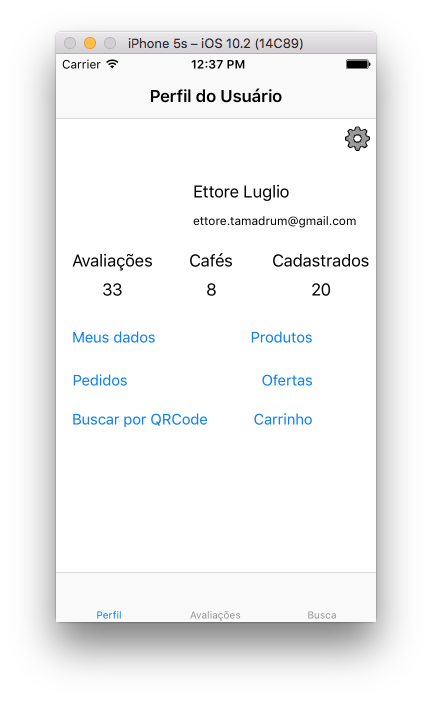 iPhone 5s – iOS 10.2 (14C89)
Carrier 12:37 PM
Perfil do Usuário
Ettore Luglio
ettore.tamadrum@gmail.com
Avaliações Cafés Cadastrados
33 8 20
Meus dados Produtos
Pedidos Ofertas
Buscar por QRCode Carrinho
Perfil Avaliações Busca